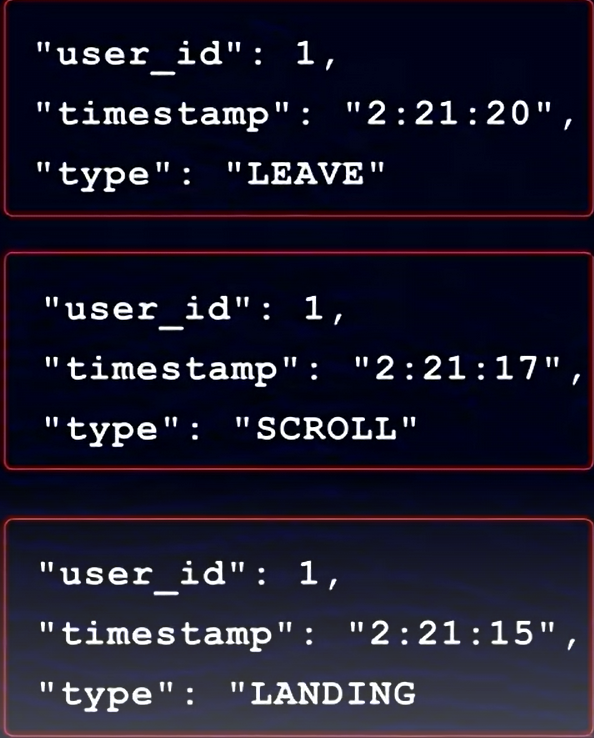 "user_id": 1,
"timestamp": "2:21:20",
"type": "LEAVE"
"user_id": 1,
"timestamp": "2:21:17",
"type": "SCROLL"
"user_id": 1,
"timestamp": "2:21:15",
"type": "LANDING